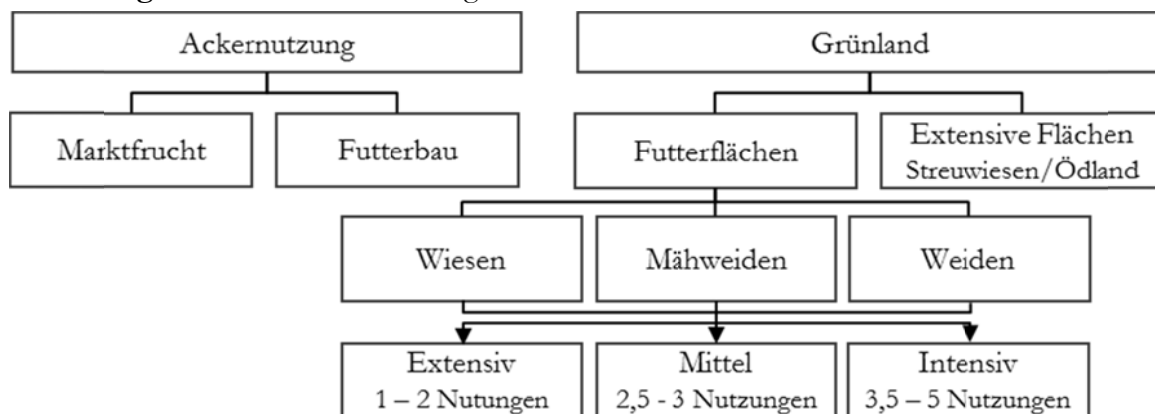 Ackernutzung
Grünland
Marktfrucht
Futterbau
Futterflächen
Extensive Flächen
Streuwiesen/Ödland
Wiesen
Mähweiden
Weiden
Extensiv
1 – 2 Nutungen
Mittel
2,5 - 3 Nutzungen
Intensiv
3,5 – 5 Nutzungen